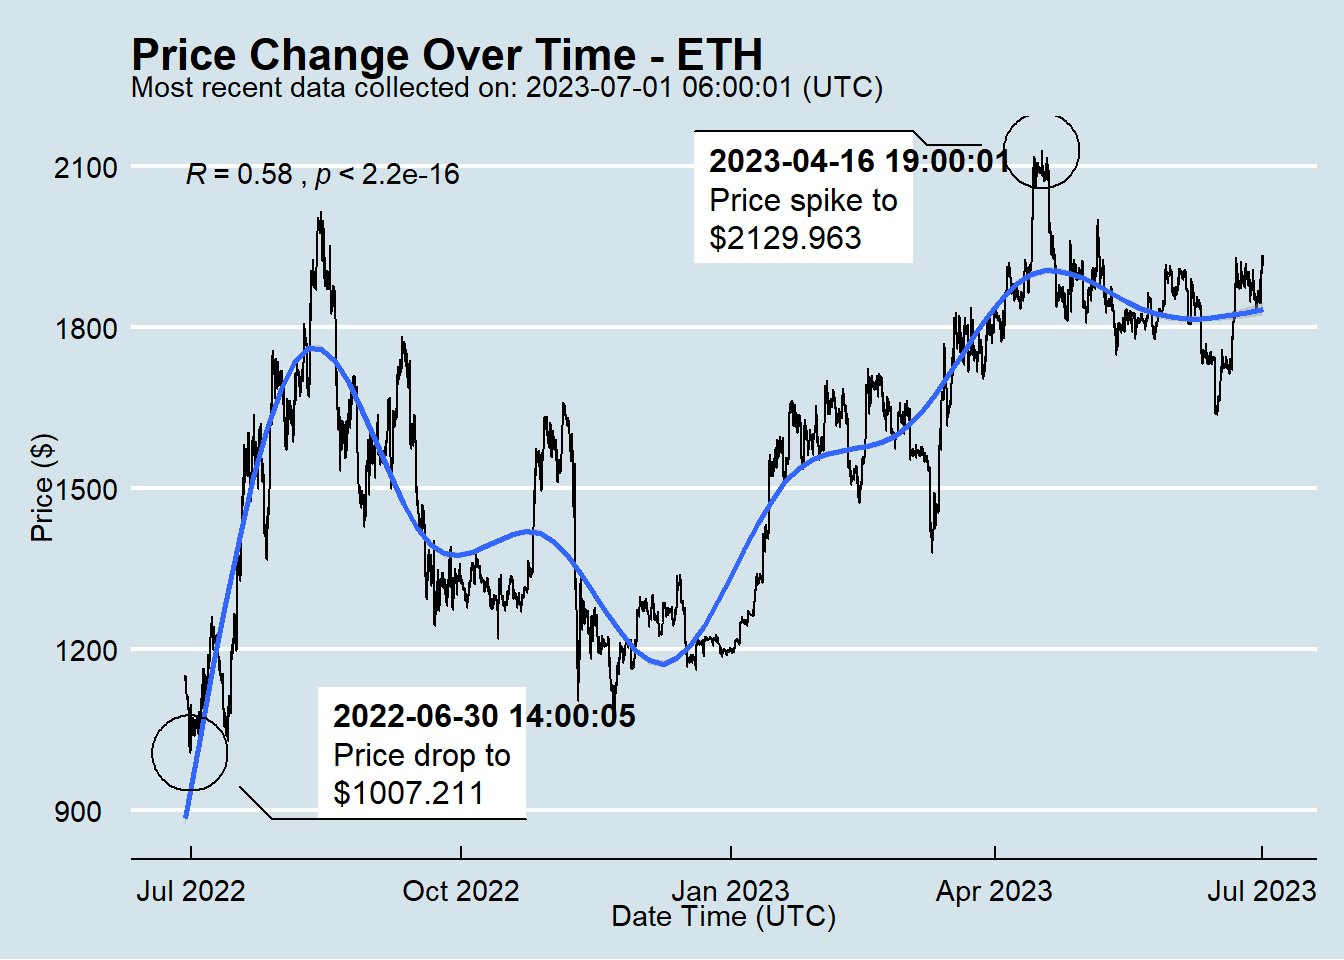 Price Change Over Time - ETH
Most recent data collected on: 2023-07-01 06:00:01 (UTC)
2023-04-16 19:00:01
Price spike to
$2129.963
R = 0.58 , p < 2.2e-16
2100
1800
1500
1200
900
Price ($)
2022-06-30 14:00:05
Price drop to
$1007.211
Jul 2022
Oct 2022
Jan 2023
Apr 2023
Jul 2023
Date Time (UTC)